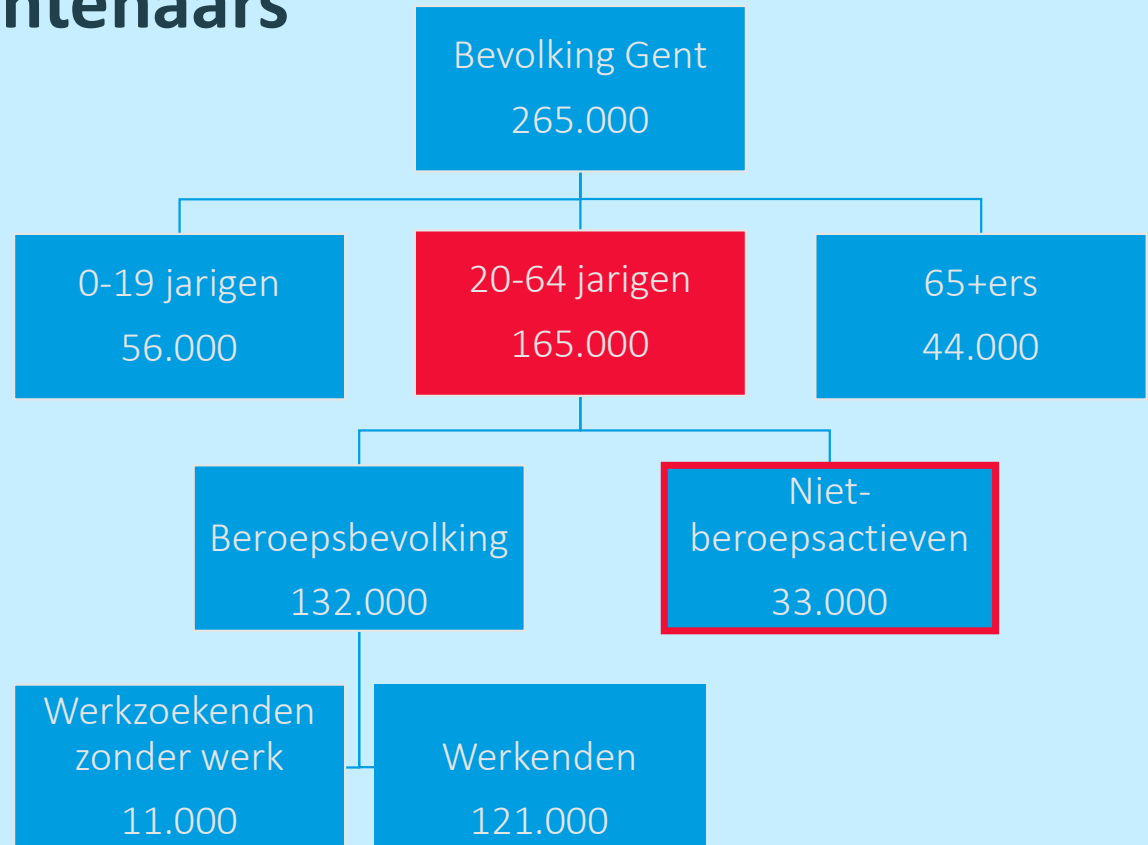 Bevolking Gent
265.000
0-19 jarigen
56.000
20-64 jarigen
165.000
65+ers
44.000
Beroepsbevolking
132.000
Niet-
beroepsactieven
33.000
Werkzoekenden
zonder werk
11.000
Werkenden
121.000